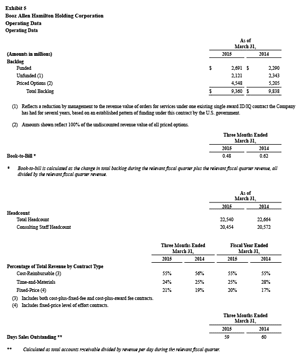 Exhibit 5
Booz Allen Hamilton Holding Corporation
Operating Data
Operating Data
As of
March 31,
(Amounts in millions) 2015 2014
Backlog
Funded $ 2,691 $ 2,290
Unfunded (1) 2,121 2,343
Priced Options (2) 4,548 5,205
Total Backlog $ 9,360 $ 9,838
(1) Reflects a reduction by management to the revenue value of orders for services under one existing single award ID/IQ contract the Company
has had for several years, based on an established pattern of funding under this contract by the U.S. government.
(2) Amounts shown reflect 100% of the undiscounted revenue value of all priced options.
Three Months Ended
March 31,
2015 2014
Book-to-Bill * 0.48 0.62
* Book-to-bill is calculated as the change in total backlog during the relevant fiscal quarter plus the relevant fiscal quarter revenue, all
divided by the relevant fiscal quarter revenue.
As of
March 31,
2015 2014
Headcount
Total Headcount 22,540 22,664
Consulting Staff Headcount 20,454 20,572
Three Months Ended Fiscal Year Ended
March 31, March 31,
2015 2014 2015 2014
Percentage of Total Revenue by Contract Type
Cost-Reimbursable (3) 55% 56% 55% 55%
Time-and-Materials 24% 25% 25% 28%
Fixed-Price (4) 21% 19% 20% 17%
(3) Includes both cost-plus-fixed-fee and cost-plus-award fee contracts.
(4) Includes fixed-price level of effort contracts.
Three Months Ended
March 31,
2015 2014
Days Sales Outstanding ** 59 60
** Calculated as total accounts receivable divided by revenue per day during the relevant fiscal quarter.